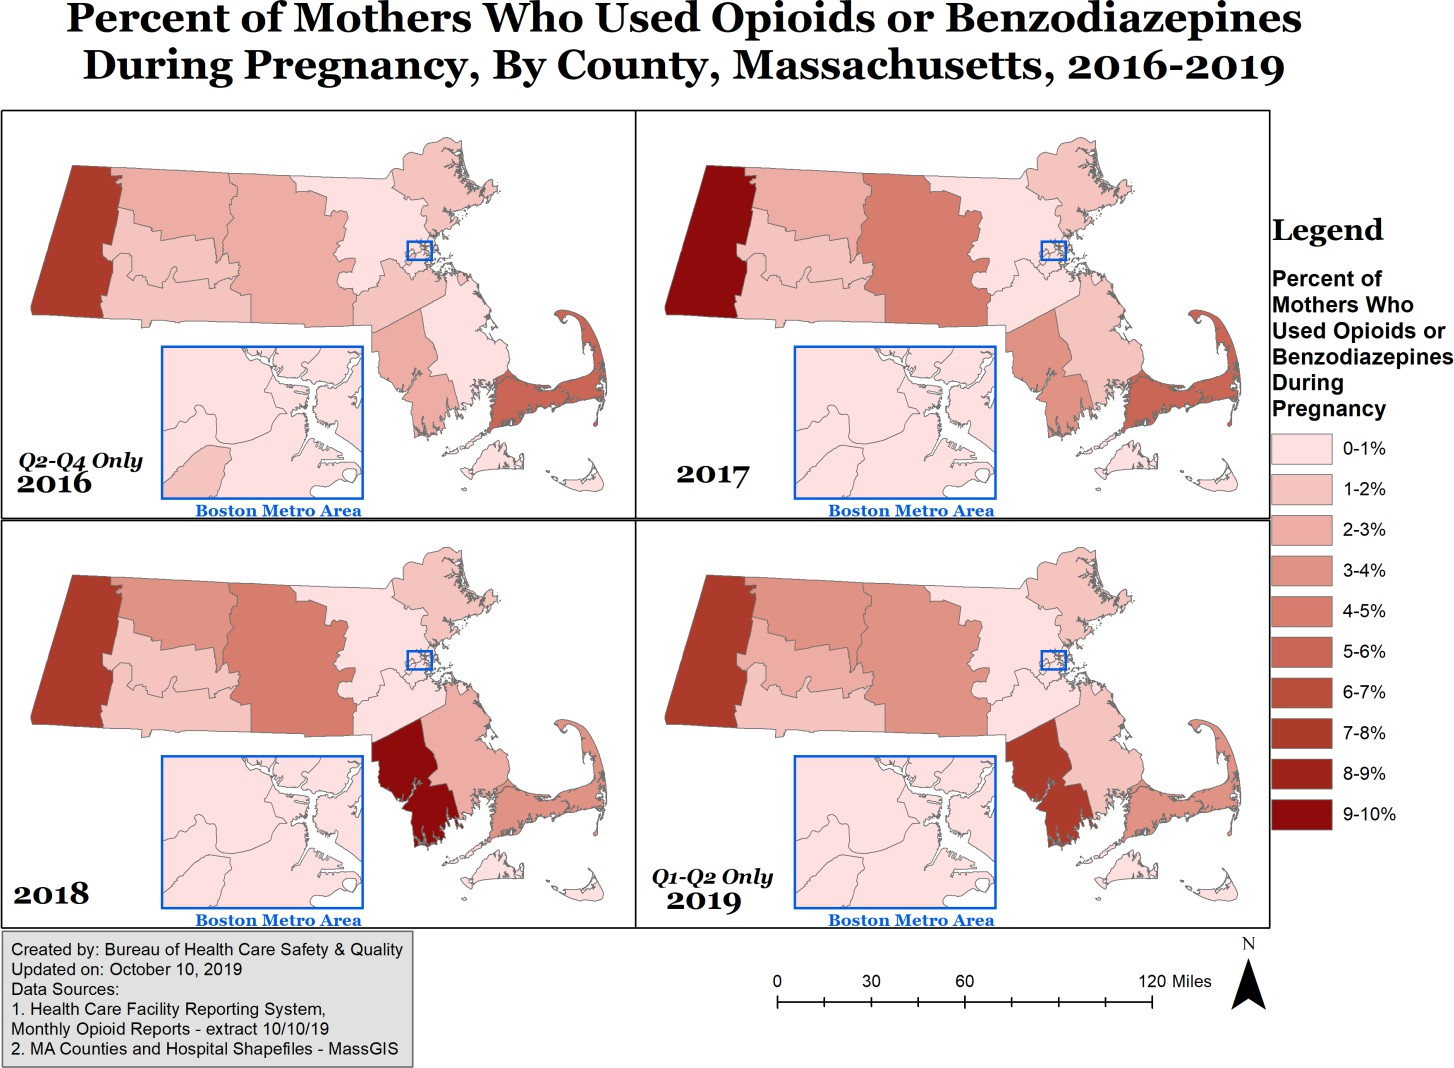 Percent of Mothers Who Used Opioids or Benzodiazepines
During Pregnancy, By County, Massachusetts, 2016-2019
Q2-Q4 Only
2016
Boston Metro Area
2017
Boston Metro Area
2018
Boston Metro Area
Q1-Q2 Only
2019
Boston Metro Area
Legend
Percent of
Mothers Who
Used Opioids or
Benzodiazepines
During
Pregnancy
0-1%
1-2%
2-3%
3-4%
4-5%
5-6%
6-7%
7-8%
8-9%
9-10%
Created by: Bureau of Health Care Safety & Quality
Updated on: October 10, 2019
Data Sources:
1. Health Care Facility Reporting System,
Monthly Opioid Reports - extract 10/10/19
2. MA Counties and Hospital Shapefiles - MassGIS
0 30 60 120 Miles
N